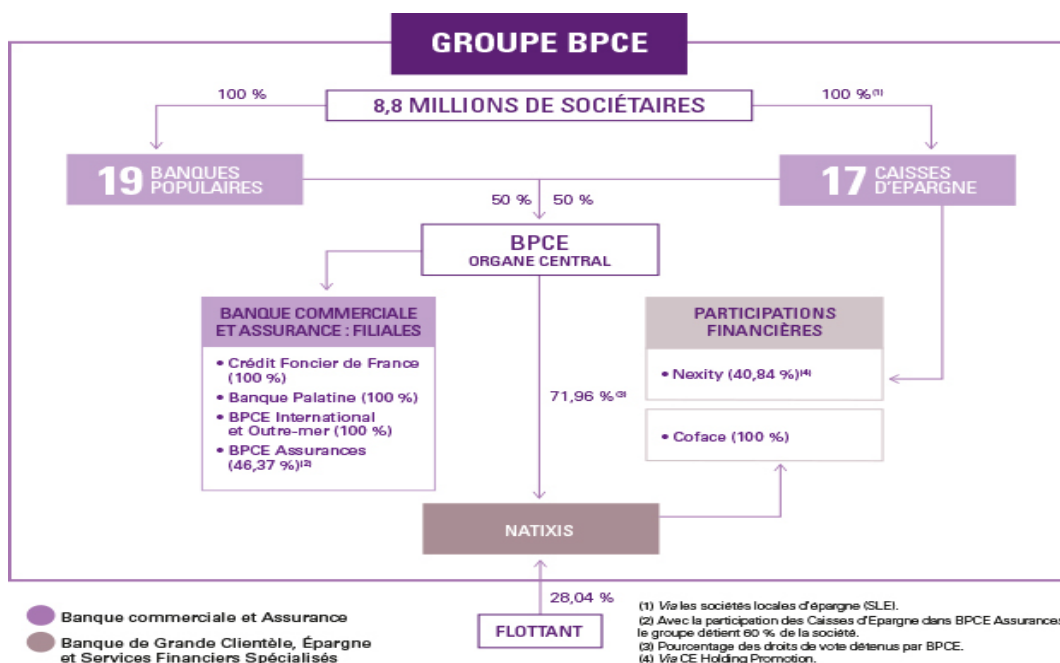 GROUPE BPCE
100 %
8,8 MILLIONS DE SOCIÉTAIRES
100 %(1)
19 BANQUES
POPULAIRES
17 CAISSES
D'EPARGNE
50 % 50 %
BPCE
ORGANE CENTRAL
BANQUE COMMERCIALE
ET ASSURANCE : FILIALES
• Crédit Foncier de France
(100 %)
• Banque Palatine (100 %)
• BPCE International
et Outre-mer (100 %)
• BPCE Assurances
(46,37 %)(2)
71,96 %(3)
PARTICIPATIONS
FINANCIÈRES
• Nexity (40,84 %)(4)
• Coface (100 %)
NATIXIS
28,04 %
FLOTTANT
Banque commerciale et Assurance
Banque de Grande Clientèle, Épargne
et Services Financiers Spécialisés
(1) Via les sociétés locales d'épargne (SLE).
(2) Avec la participation des Caisses d'Epargne dans BPCE Assurances
le groupe détient 60 % de la société.
(3) Pourcentage des droits de vote détenus par BPCE.
(4) Via CE Holding Promotion.